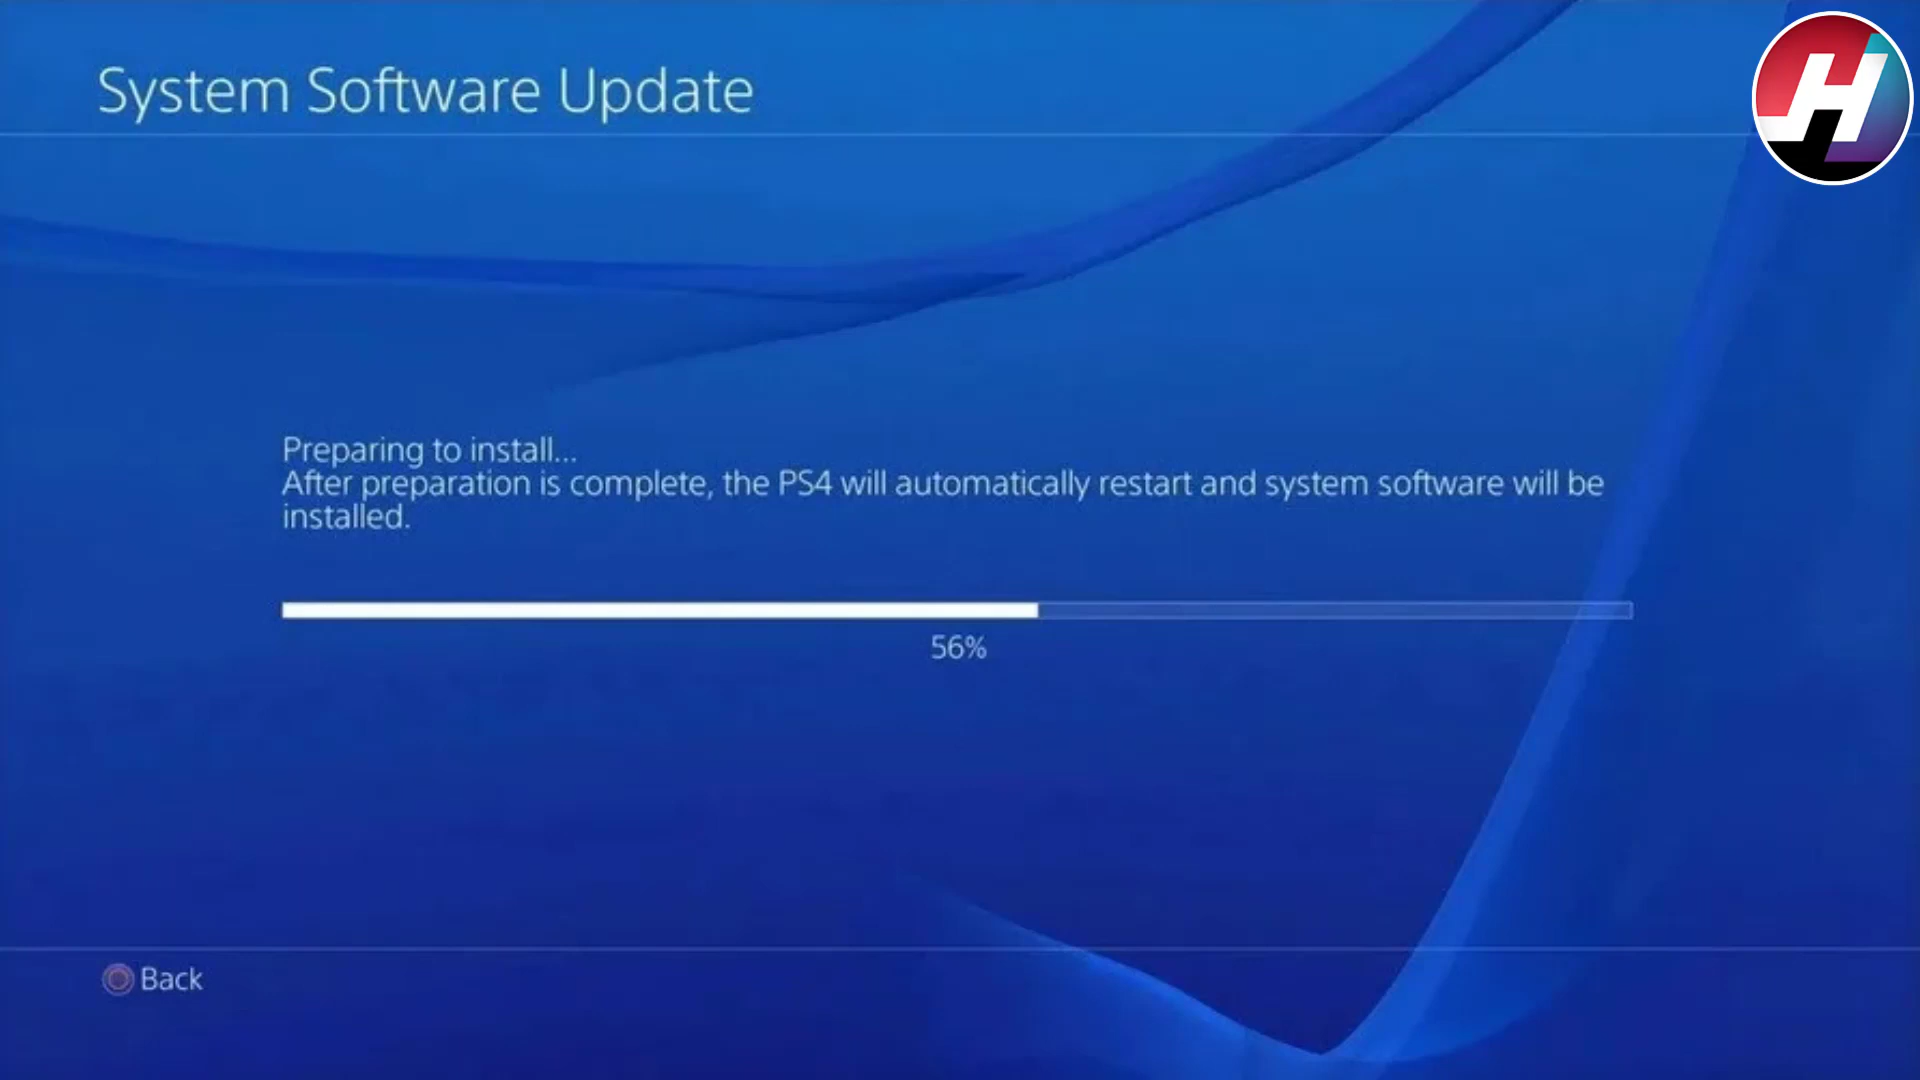 System Software Update
H
Preparing to install...
After preparation is complete, the PS4 will automatically restart and system software will be
installed.
56%
Back